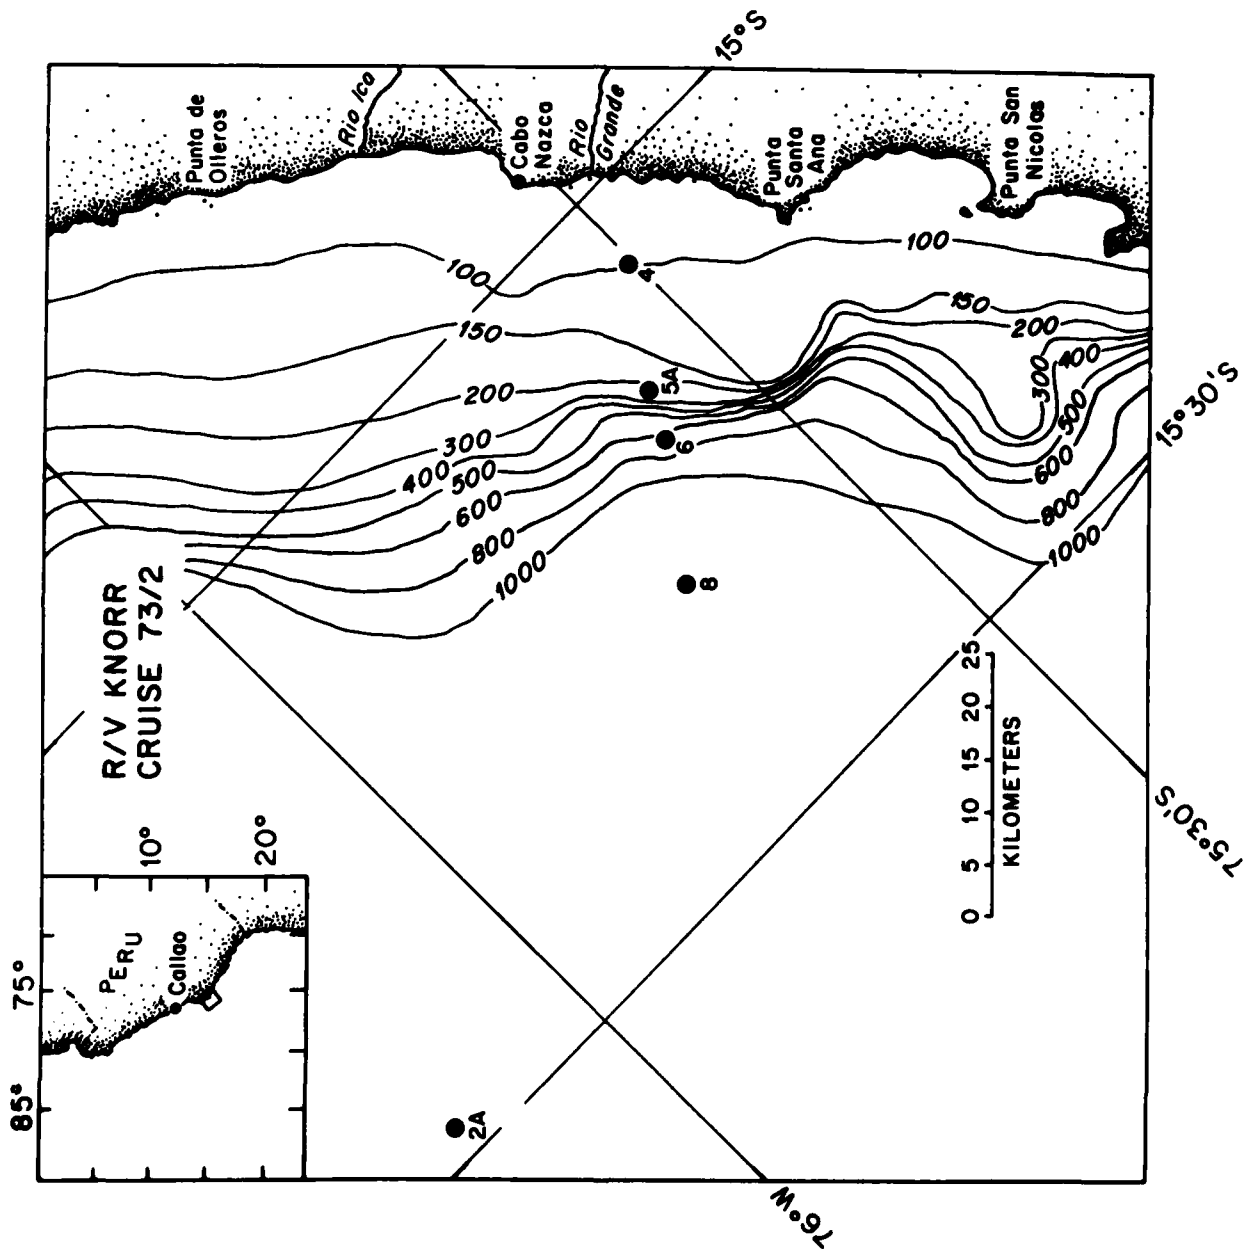 15°S
Punta de
Olleros
Rio Ica
Cabo
Nazca
Rio
Grande
Punta
Santa
Ana
Punta San
Nicolas
100
100
4
150
150
200
200
5A
300
300
400
400
500
500
6
600
600
800
800
1000
1000
8
15°30'S
R/V KNORR
CRUISE 73/2
0 5 10 15 20 25
KILOMETERS
75°30'S
10°
20°
75°
85°
PERU
Callao
2A
76°W